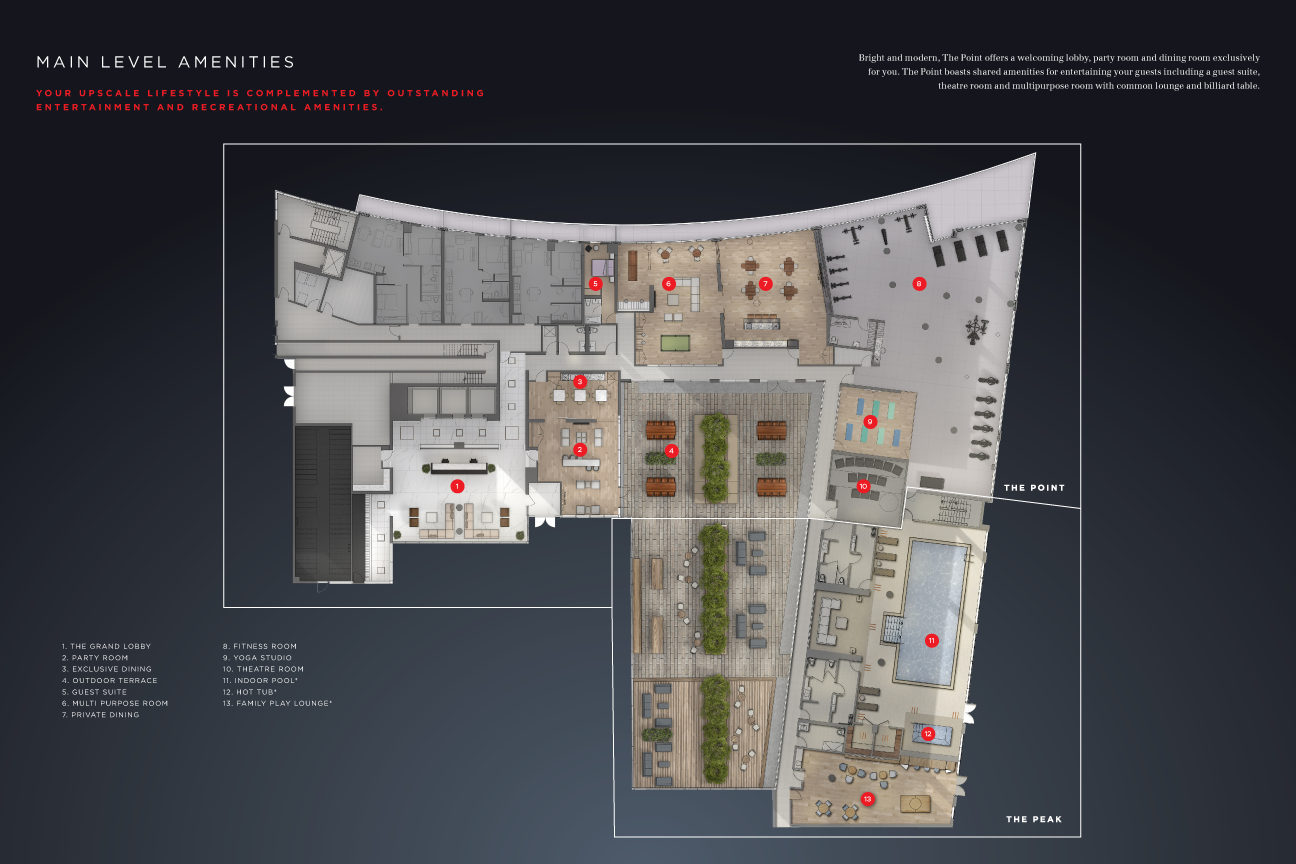 MAIN LEVEL AMENITIES
YOUR UPSCALE LIFESTYLE IS COMPLEMENTED BY OUTSTANDING
ENTERTAINMENT AND RECREATIONAL AMENITIES.
Bright and modern, The Point offers a welcoming lobby, party room and dining room exclusively
for you. The Point boasts shared amenities for entertaining your guests including a guest suite,
theatre room and multipurpose room with common lounge and billiard table.
5
6
7
8
3
9
2
4
1
10
THE POINT
11
12
13
THE PEAK
1. THE GRAND LOBBY
2. PARTY ROOM
3. EXCLUSIVE DINING
4. OUTDOOR TERRACE
5. GUEST SUITE
6. MULTI PURPOSE ROOM
7. PRIVATE DINING
8. FITNESS ROOM
9. YOGA STUDIO
10. THEATRE ROOM
11. INDOOR POOL*
12. HOT TUB*
13. FAMILY PLAY LOUNGE*